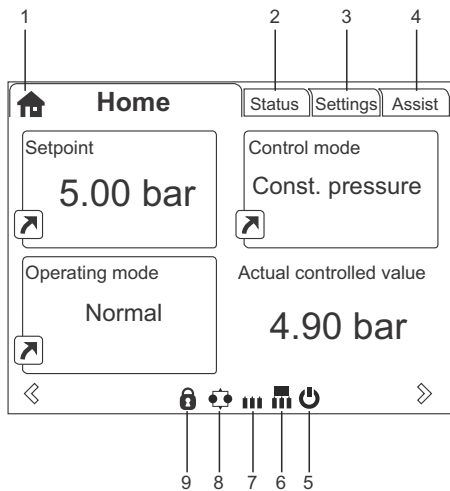 1 2 3 4
Home Status Settings Assist
Setpoint Control mode
5.00 bar Const. pressure
Operating mode Actual controlled value
Normal 4.90 bar
9 8 7 6 5